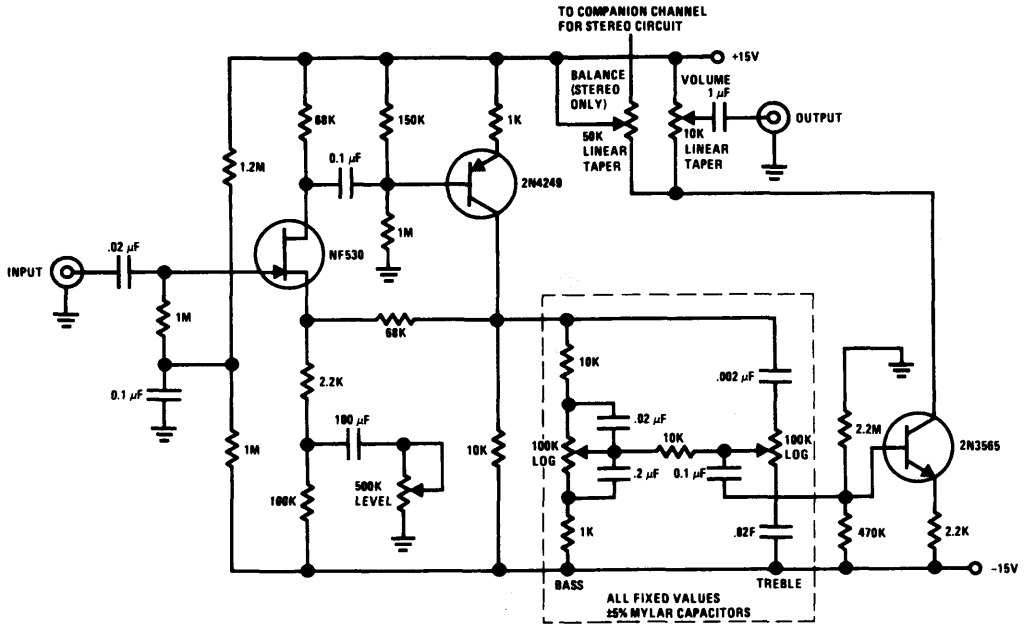 TO COMPANION CHANNEL
FOR STEREO CIRCUIT
+15V
BALANCE
(STEREO
ONLY)
VOLUME
1 µF
68K
150K
1K
50K
LINEAR
TAPER
10K
LINEAR
TAPER
OUTPUT
1.2M
0.1 µF
2N4249
1M
NF530
.02 µF
INPUT
1M
68K
10K
.002 µF
2.2K
0.1 µF
100 µF
.02 µF
2.2M
2N3565
1M
10K
100K
LOG
10K
100K
LOG
500K
LEVEL
.2 µF
0.1 µF
100K
1K
.02F
470K
2.2K
-15V
BASS
TREBLE
ALL FIXED VALUES
±5% MYLAR CAPACITORS